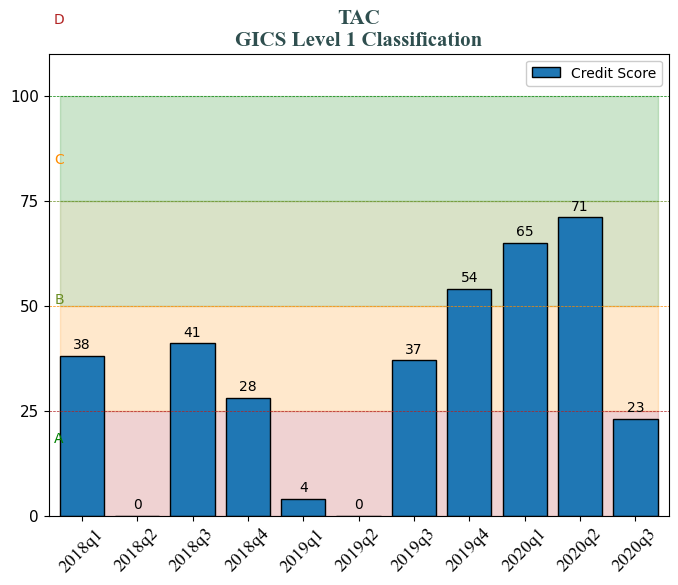 D
TAC
GICS Level 1 Classification
Credit Score
100
C
75
71
65
54
B
50
41
38
37
28
25
23
A
4
0
0
0
2018q1
2018q2
2018q3
2018q4
2019q1
2019q2
2019q3
2019q4
2020q1
2020q2
2020q3